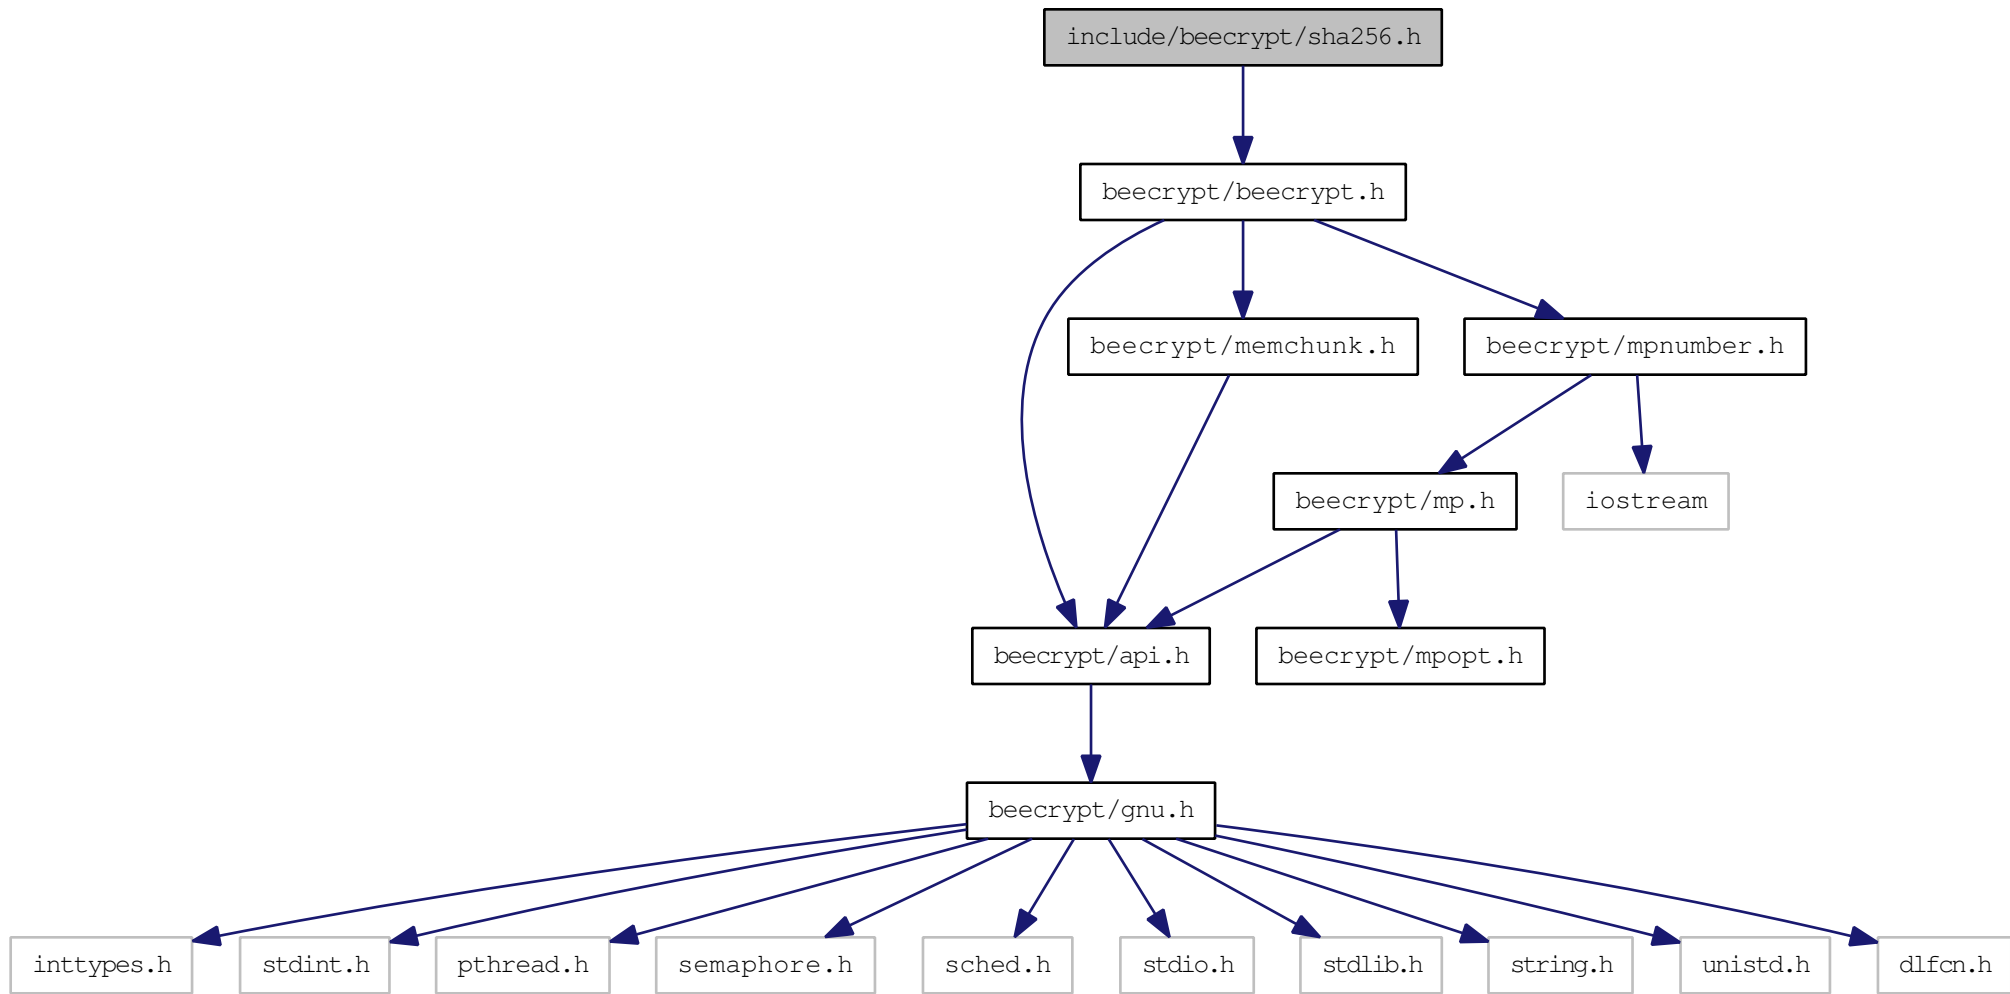 include/beecrypt/sha256.h
beecrypt/beecrypt.h
beecrypt/memchunk.h
beecrypt/mpnumber.h
beecrypt/mp.h
iostream
beecrypt/api.h
beecrypt/mpopt.h
beecrypt/gnu.h
inttypes.h
stdint.h
pthread.h
semaphore.h
sched.h
stdio.h
stdlib.h
string.h
unistd.h
dlfcn.h